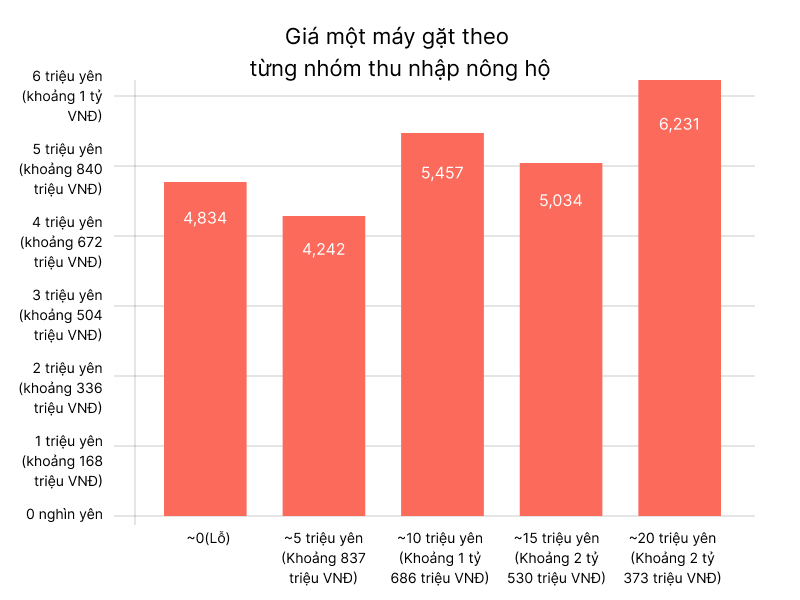 Giá một máy gặt theo
từng nhóm thu nhập nông hộ
6 triệu yên
(khoảng 1 tỷ
VNĐ)
5 triệu yên
(khoảng 840
triệu VNĐ)
4 triệu yên
(khoảng 672
triệu VNĐ)
3 triệu yên
(khoảng 504
triệu VNĐ)
2 triệu yên
(khoảng 336
triệu VNĐ)
1 triệu yên
(khoảng 168
triệu VNĐ)
0 nghìn yên
4,834
4,242
5,457
5,034
6,231
~0(Lỗ)
~5 triệu yên
(Khoảng 837
triệu VNĐ)
~10 triệu yên
(Khoảng 1 tỷ
686 triệu VNĐ)
~15 triệu yên
(Khoảng 2 tỷ
530 triệu VNĐ)
~20 triệu yên
(Khoảng 2 tỷ
373 triệu VNĐ)